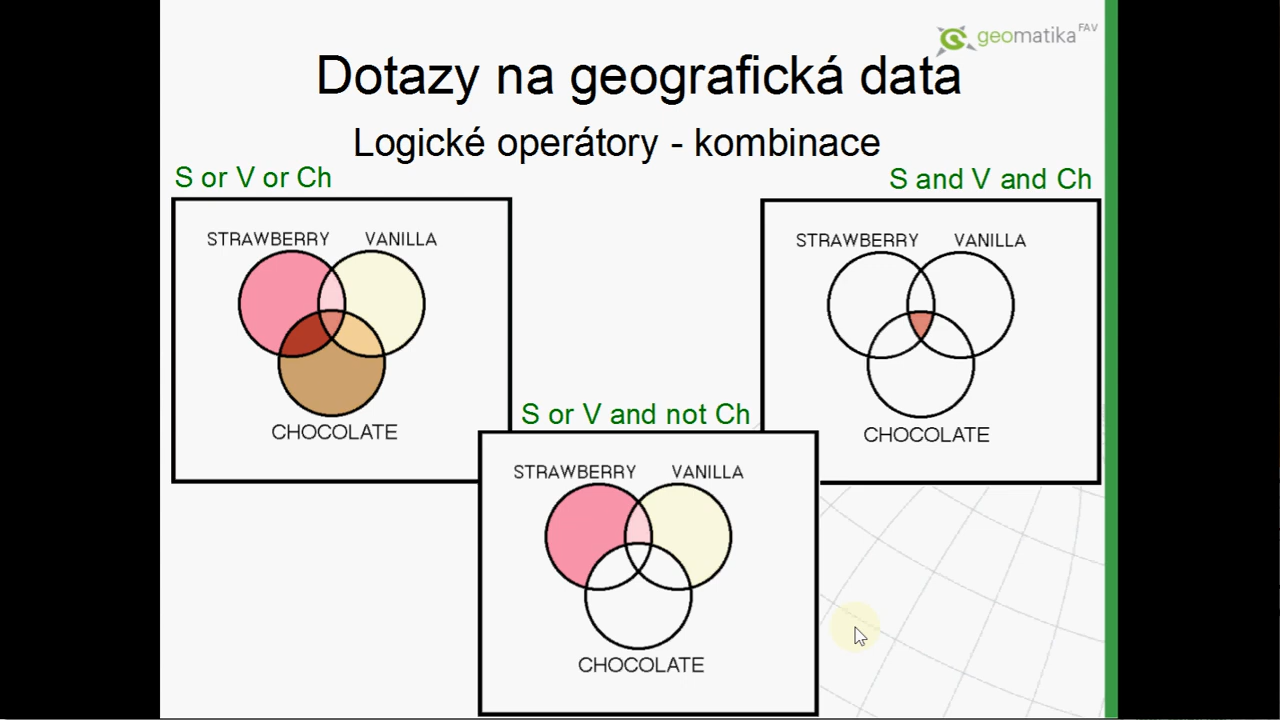 geomatika FAV
Dotazy na geografická data
Logické operátory - kombinace
S or V or Ch
STRAWBERRY VANILLA
CHOCOLATE
S and V and Ch
STRAWBERRY VANILLA
CHOCOLATE
S or V and not Ch
STRAWBERRY VANILLA
CHOCOLATE